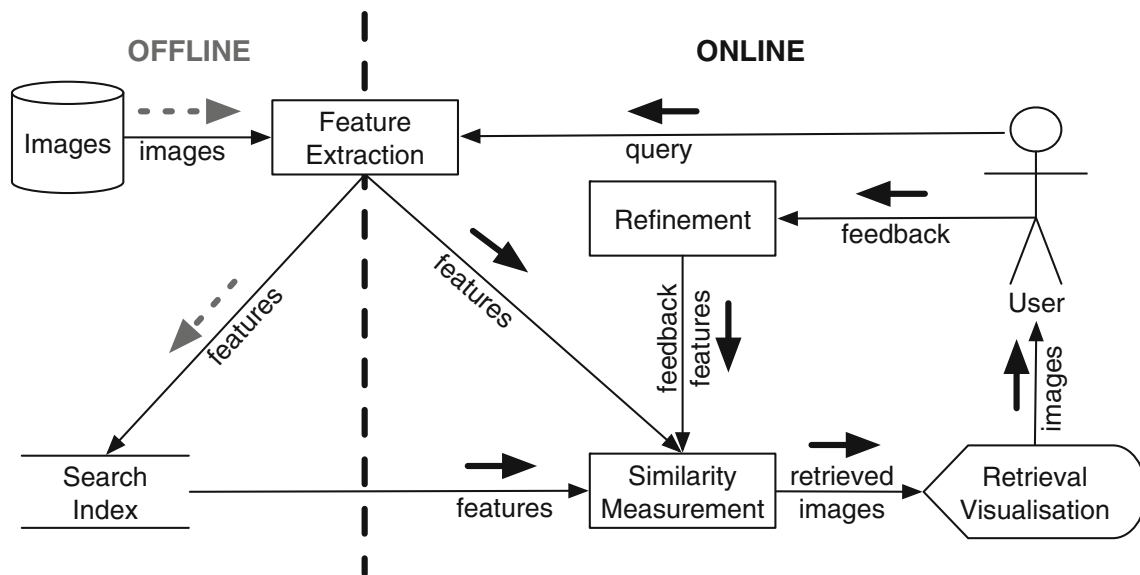 OFFLINE
ONLINE
Images
images
Feature
Extraction
query
Refinement
feedback
User
features
features
feedback
features
images
Search
Index
features
Similarity
Measurement
retrieved
images
Retrieval
Visualisation